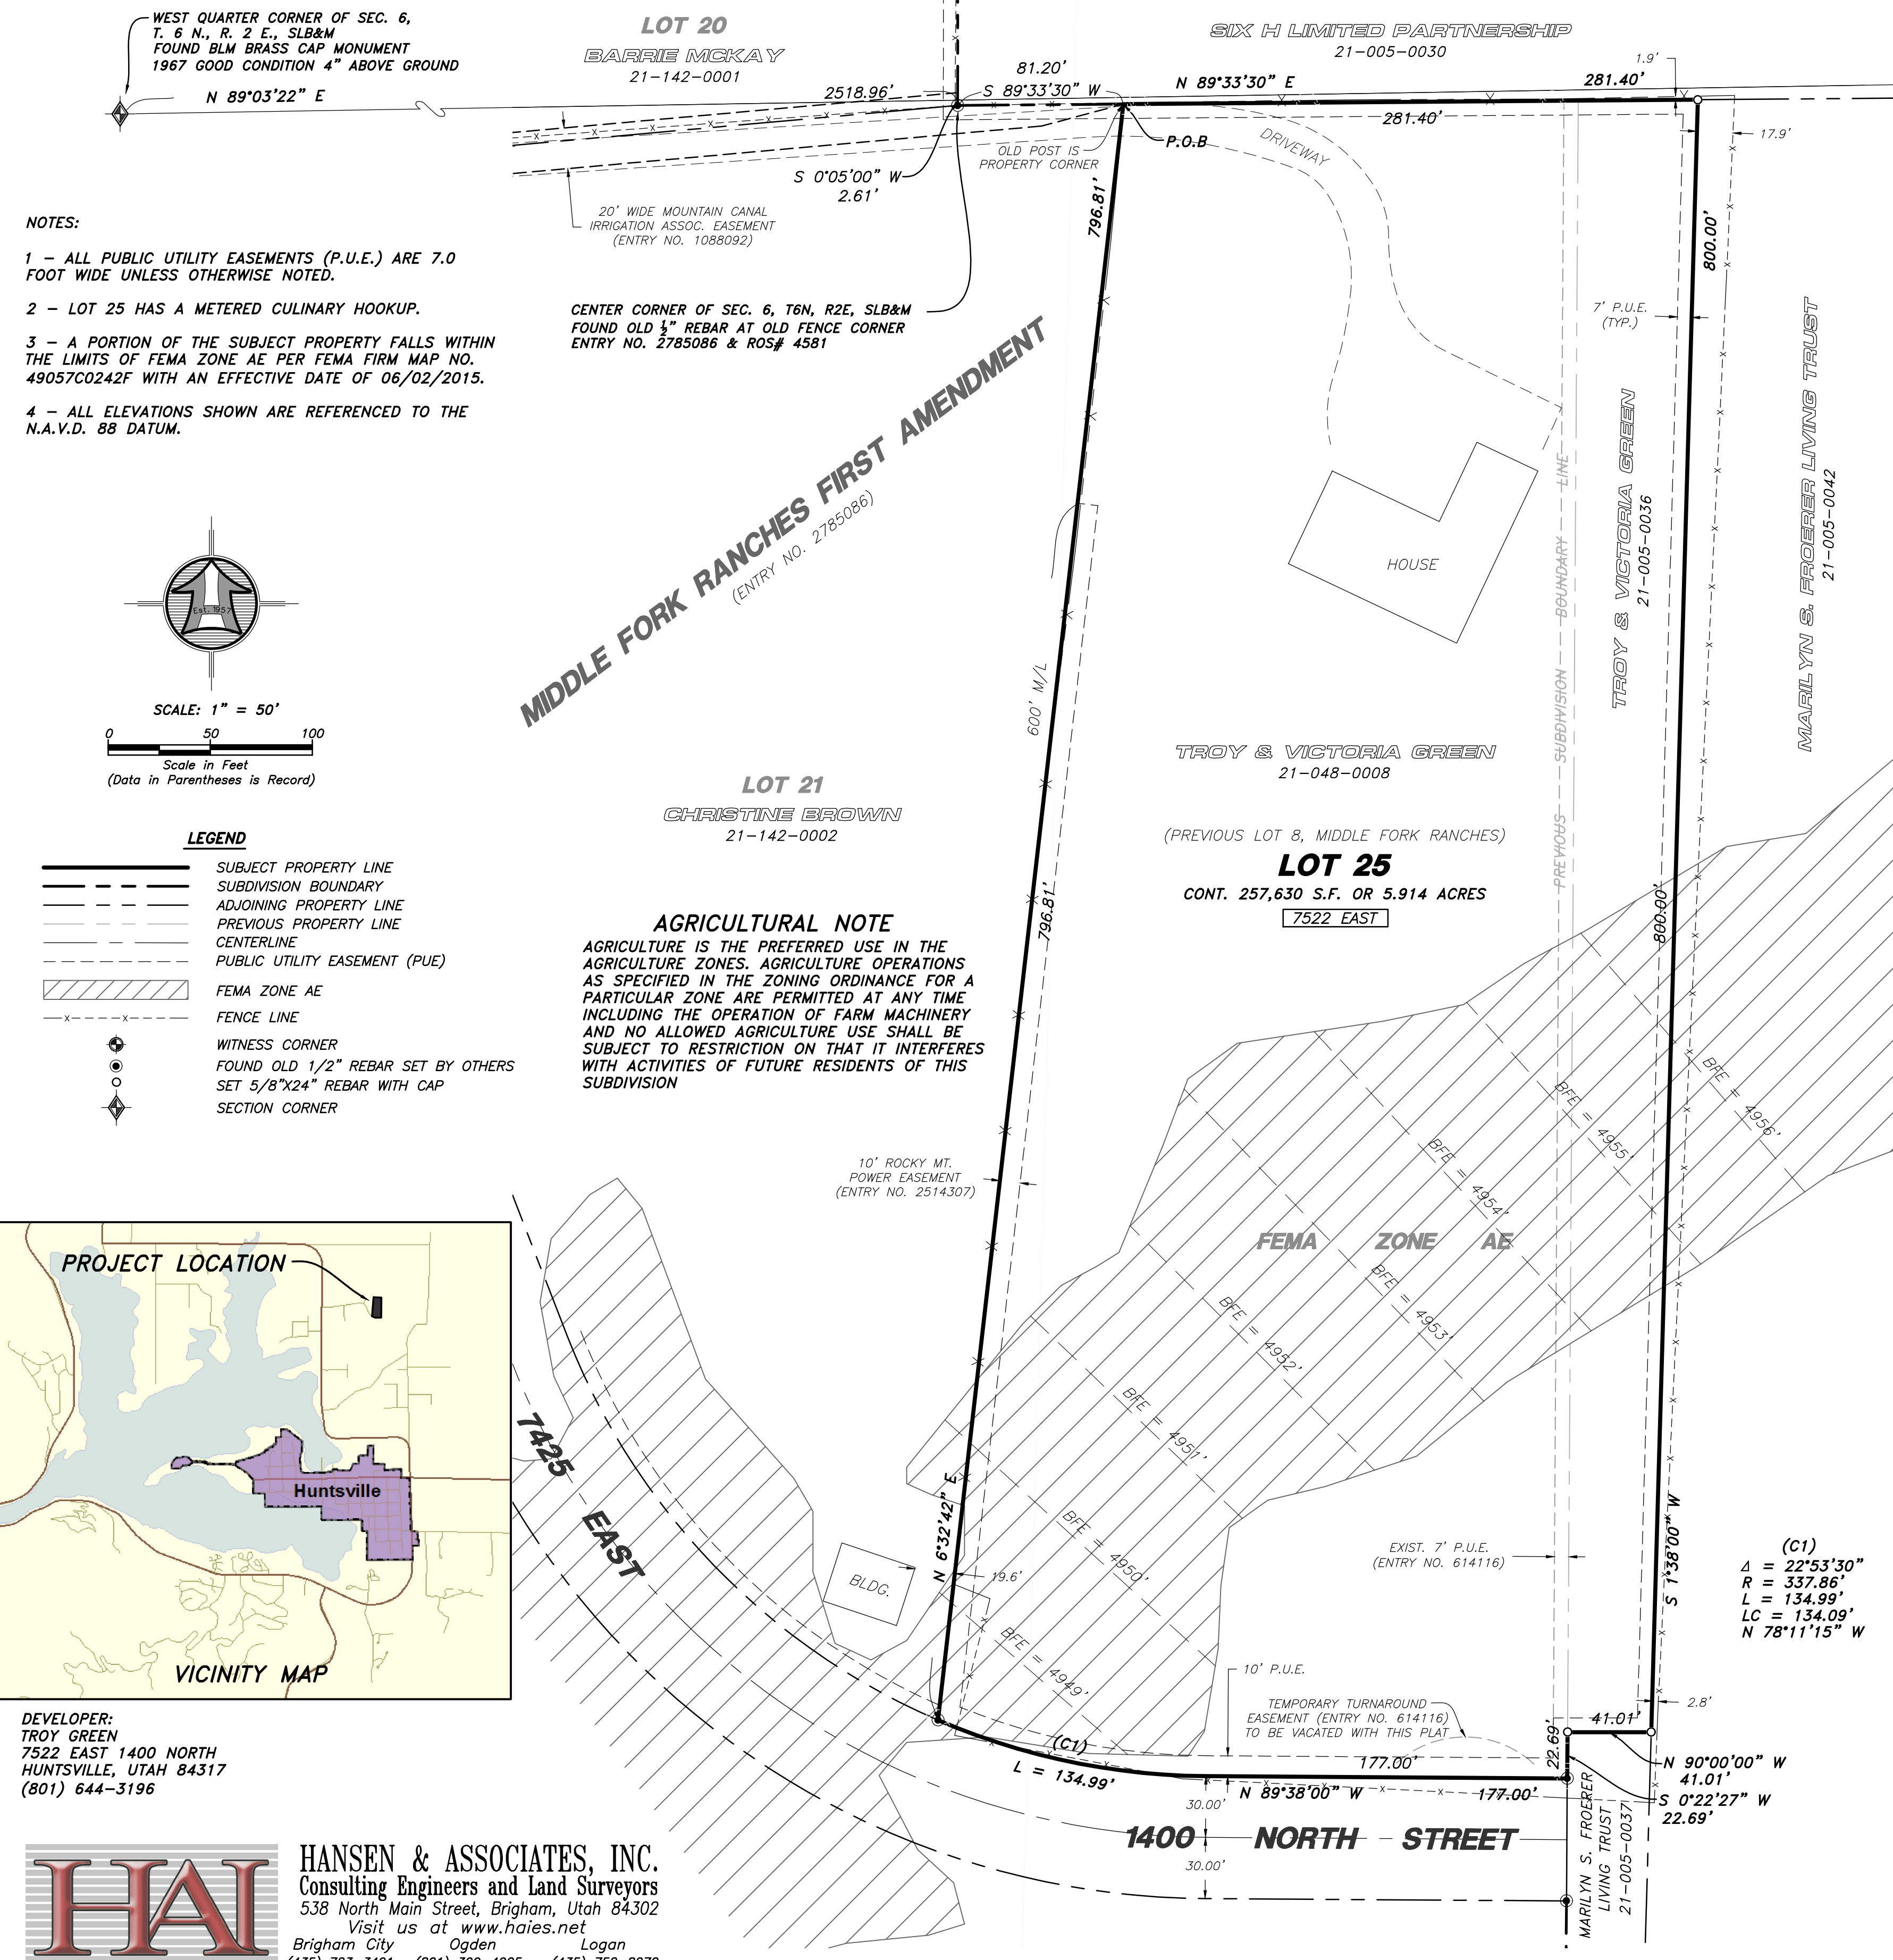 WEST QUARTER CORNER OF SEC. 6,
T. 6 N., R. 2 E., SLB&M
FOUND BLM BRASS CAP MONUMENT
1967 GOOD CONDITION 4" ABOVE GROUND
N 89°03'22" E
LOT 20
BARRIE MCKAY
21-142-0001
2518.96'
81.20'
S 89°33'30" W
SIX H LIMITED PARTNERSHIP
21-005-0030
N 89°33'30" E
281.40'
1.9'
281.40'
17.9'
DRIVEWAY
P.O.B
OLD POST IS
PROPERTY CORNER
S 0°05'00" W
2.61'
20' WIDE MOUNTAIN CANAL
IRRIGATION ASSOC. EASEMENT
(ENTRY NO. 1088092)
796.81'
800.00'
NOTES:
1 - ALL PUBLIC UTILITY EASEMENTS (P.U.E.) ARE 7.0
FOOT WIDE UNLESS OTHERWISE NOTED.
2 - LOT 25 HAS A METERED CULINARY HOOKUP.
3 - A PORTION OF THE SUBJECT PROPERTY FALLS WITHIN
THE LIMITS OF FEMA ZONE AE PER FEMA FIRM MAP NO.
49057C0242F WITH AN EFFECTIVE DATE OF 06/02/2015.
4 - ALL ELEVATIONS SHOWN ARE REFERENCED TO THE
N.A.V.D. 88 DATUM.
CENTER CORNER OF SEC. 6, T6N, R2E, SLB&M
FOUND OLD ½" REBAR AT OLD FENCE CORNER
ENTRY NO. 2785086 & ROS# 4581
7' P.U.E.
(TYP.)
MIDDLE FORK RANCHES FIRST AMENDMENT
(ENTRY NO. 2785086)
HOUSE
PREVIOUS SUBDIVISION BOUNDARY LINE
TROY & VICTORIA GREEN
21-005-0036
MARILYN S. FROERER LIVING TRUST
21-005-0042
Est. 1957
SCALE: 1" = 50'
0 50 100
Scale in Feet
(Data in Parentheses is Record)
600' M/L
LOT 21
CHRISTINE BROWN
21-142-0002
TROY & VICTORIA GREEN
21-048-0008
(PREVIOUS LOT 8, MIDDLE FORK RANCHES)
LOT 25
CONT. 257,630 S.F. OR 5.914 ACRES
7522 EAST
796.81'
800.00'
LEGEND
SUBJECT PROPERTY LINE
SUBDIVISION BOUNDARY
ADJOINING PROPERTY LINE
PREVIOUS PROPERTY LINE
CENTERLINE
PUBLIC UTILITY EASEMENT (PUE)
FEMA ZONE AE
FENCE LINE
WITNESS CORNER
FOUND OLD 1/2" REBAR SET BY OTHERS
SET 5/8"X24" REBAR WITH CAP
SECTION CORNER
AGRICULTURAL NOTE
AGRICULTURE IS THE PREFERRED USE IN THE
AGRICULTURE ZONES. AGRICULTURE OPERATIONS
AS SPECIFIED IN THE ZONING ORDINANCE FOR A
PARTICULAR ZONE ARE PERMITTED AT ANY TIME
INCLUDING THE OPERATION OF FARM MACHINERY
AND NO ALLOWED AGRICULTURE USE SHALL BE
SUBJECT TO RESTRICTION ON THAT IT INTERFERES
WITH ACTIVITIES OF FUTURE RESIDENTS OF THIS
SUBDIVISION
10' ROCKY MT.
POWER EASEMENT
(ENTRY NO. 2514307)
BFE = 4956'
BFE = 4955'
BFE = 4954'
BFE = 4953'
BFE = 4952'
BFE = 4951'
BFE = 4950'
BFE = 4949'
FEMA ZONE AE
PROJECT LOCATION
Huntsville
VICINITY MAP
7425 EAST
BLDG.
N 6°32'42" E
19.6'
EXIST. 7' P.U.E.
(ENTRY NO. 614116)
S 1°38'00" W
(C1)
Δ = 22°53'30"
R = 337.86'
L = 134.99'
LC = 134.09'
N 78°11'15" W
10' P.U.E.
TEMPORARY TURNAROUND
EASEMENT (ENTRY NO. 614116)
TO BE VACATED WITH THIS PLAT
22.69'
41.01'
2.8'
N 90°00'00" W
41.01'
S 0°22'27" W
22.69'
(C1)
L = 134.99'
177.00'
N 89°38'00" W
177.00'
30.00'
1400 NORTH STREET
30.00'
MARILYN S. FROERER
LIVING TRUST
21-005-0037
DEVELOPER:
TROY GREEN
7522 EAST 1400 NORTH
HUNTSVILLE, UTAH 84317
(801) 644-3196
HAI
HANSEN & ASSOCIATES, INC.
Consulting Engineers and Land Surveyors
538 North Main Street, Brigham, Utah 84302
Visit us at www.haies.net
Brigham City Ogden Logan